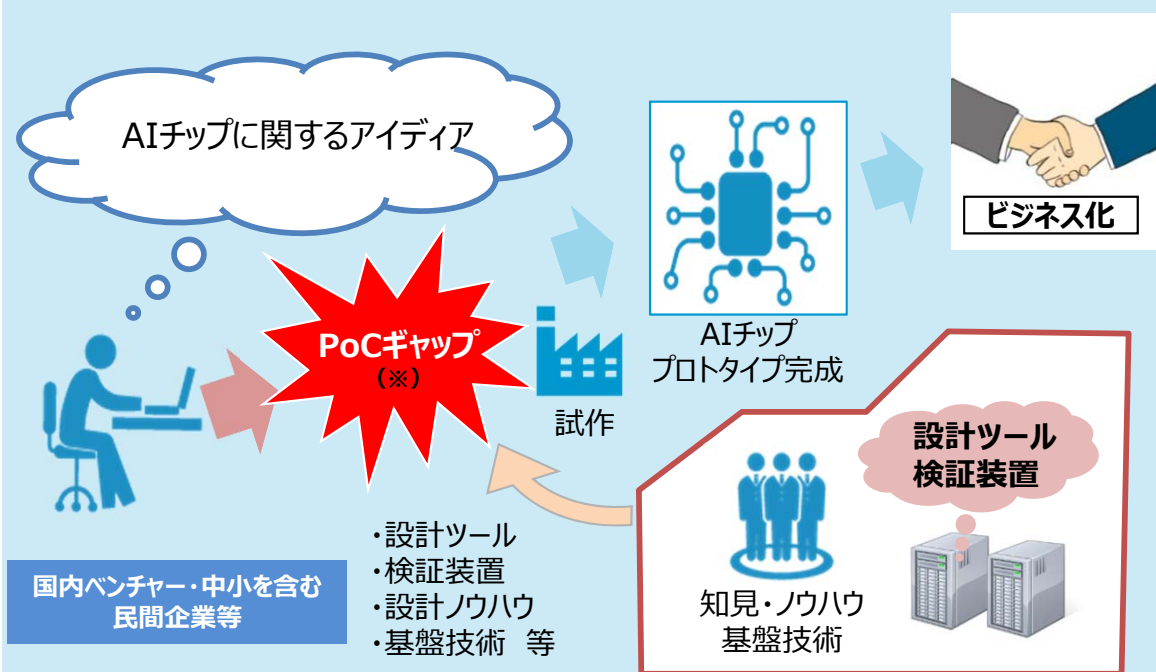 AIチップに関するアイディア
ビジネス化
PoCギャップ
（※）
試作
AIチップ
プロトタイプ完成
設計ツール
検証装置
国内ベンチャー・中小を含む
民間企業等
・設計ツール
・検証装置
・設計ノウハウ
・基盤技術　等
知見・ノウハウ
基盤技術